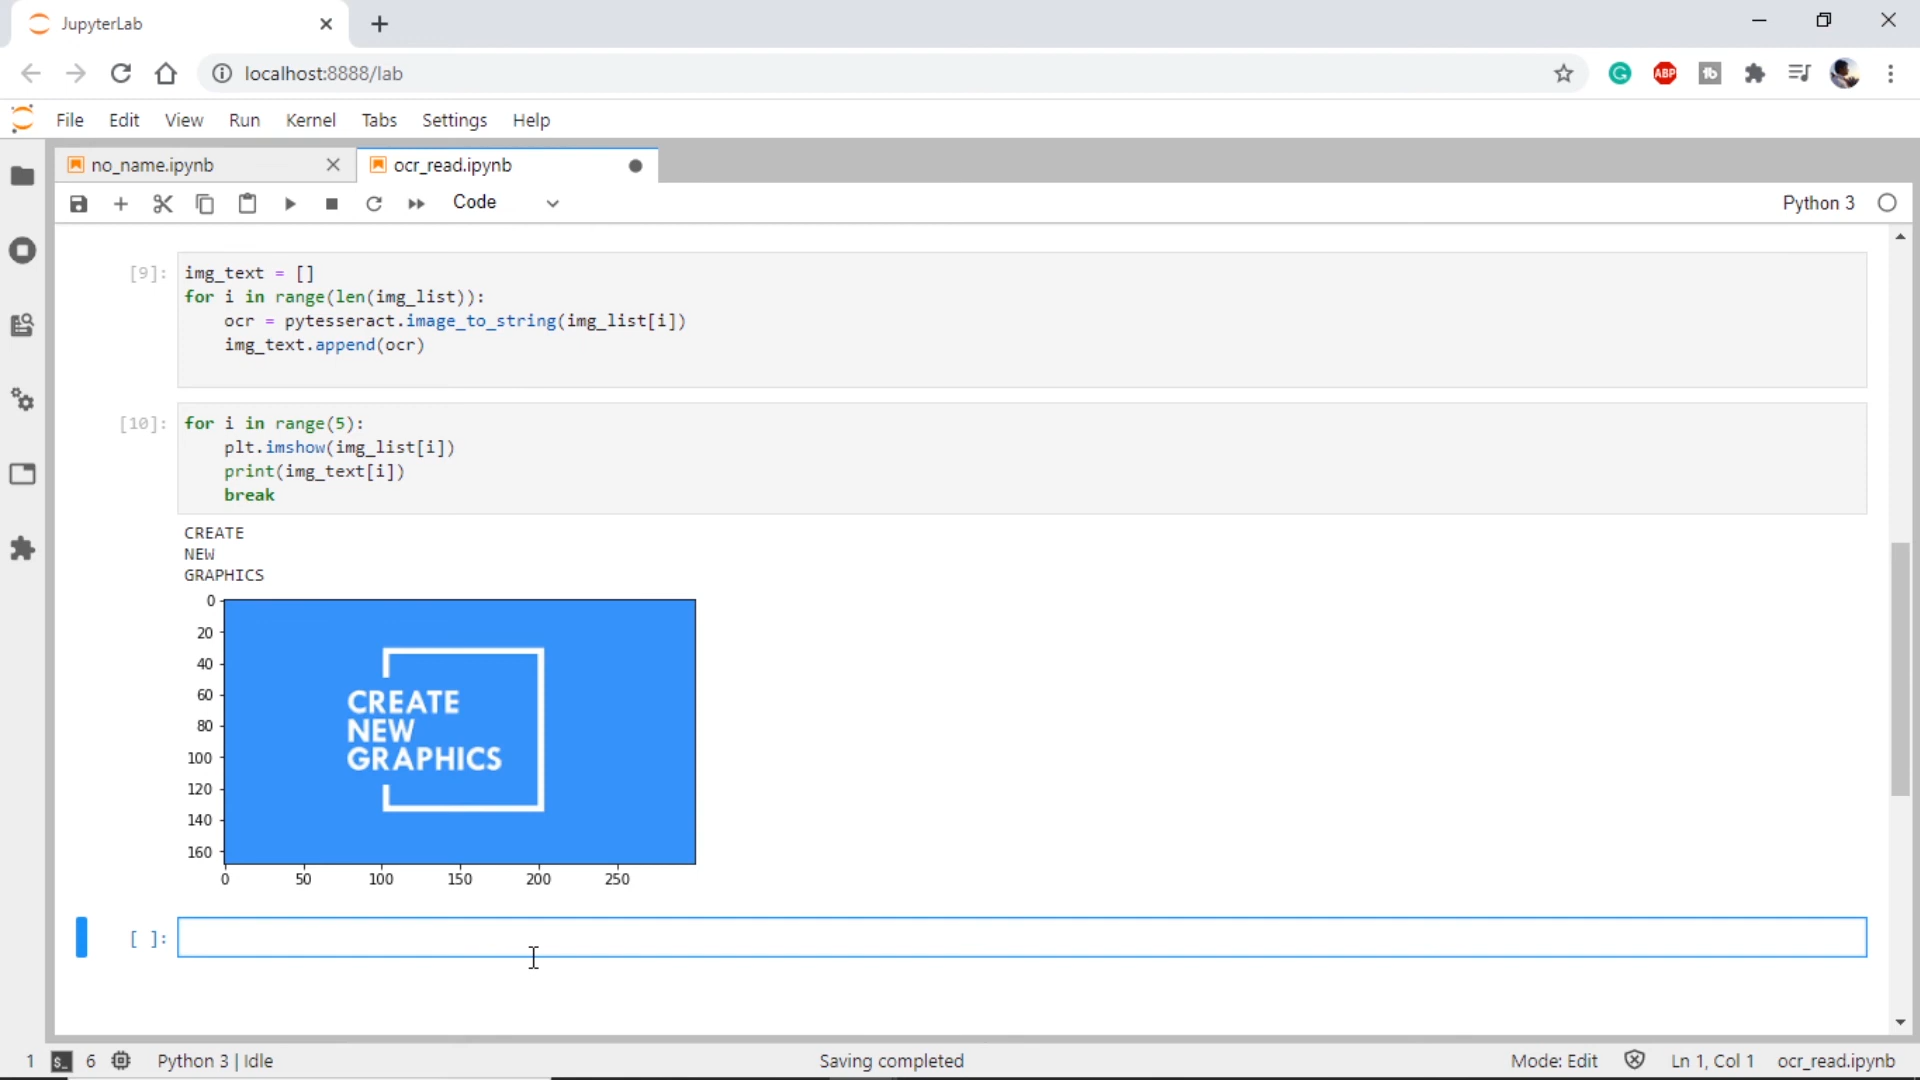 JupyterLab
localhost:8888/lab
ABP
File Edit View Run Kernel Tabs Settings Help
no_name.ipynb
ocr_read.ipynb
Code
Python 3
[9]:
img_text = []
for i in range(len(img_list)):
    ocr = pytesseract.image_to_string(img_list[i])
    img_text.append(ocr)
[10]:
for i in range(5):
    plt.imshow(img_list[i])
    print(img_text[i])
    break
CREATE
NEW
GRAPHICS
0
20
40
60
80
100
120
140
160
CREATE
NEW
GRAPHICS
0 50 100 150 200 250
[ ]:
1 $_ 6 Python 3 | Idle Saving completed Mode: Edit Ln 1, Col 1 ocr_read.ipynb